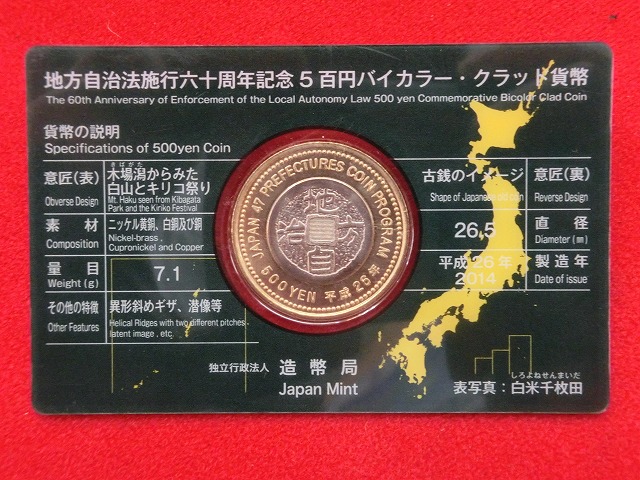 地方自治法施行六十周年記念5百円バイカラー・クラッド貨幣
The 60th Anniversary of Enforcement of the Local Autonomy Law 500 yen Commemorative Bicolor Clad Coin
貨幣の説明
Specifications of 500yen Coin
意匠(表)
Obverse Design
きばがた
木場潟からみた
白山とキリコ祭り
Mt. Haku seen from Kibagata
Park and the Kiriko Festival
素材
Composition
ニッケル黄銅、白銅及び銅
Nickel-brass,
Cupronickel and Copper
量目
Weight(g)
7.1
その他の特徴
Other Features
異形斜めギザ、潜像等
Helical Ridges with two different pitches,
latent image, etc.
JAPAN 47 PREFECTURES COIN PROGRAM
500YEN 平成26年
地方自治
古銭のイメージ
Shape of Japanese old coin
意匠(裏)
Reverse Design
26.5
直径
Diameter(㎜)
平成26年
2014
製造年
Date of issue
独立行政法人 造幣局
Japan Mint
しろよねせんまいだ
表写真:白米千枚田